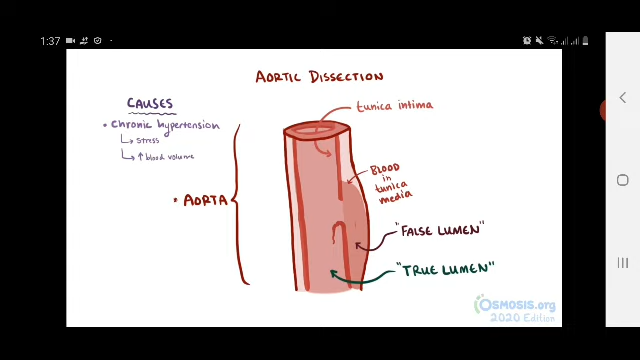 1:37
AORTIC DISSECTION
CAUSES
• Chronic hypertension
↳ stress
↳ ↑ blood volume
tunica intima
BLOOD
in
tunica
media
• AORTA
"FALSE LUMEN"
"TRUE LUMEN"
OSMOSIS.org
2020 Edition